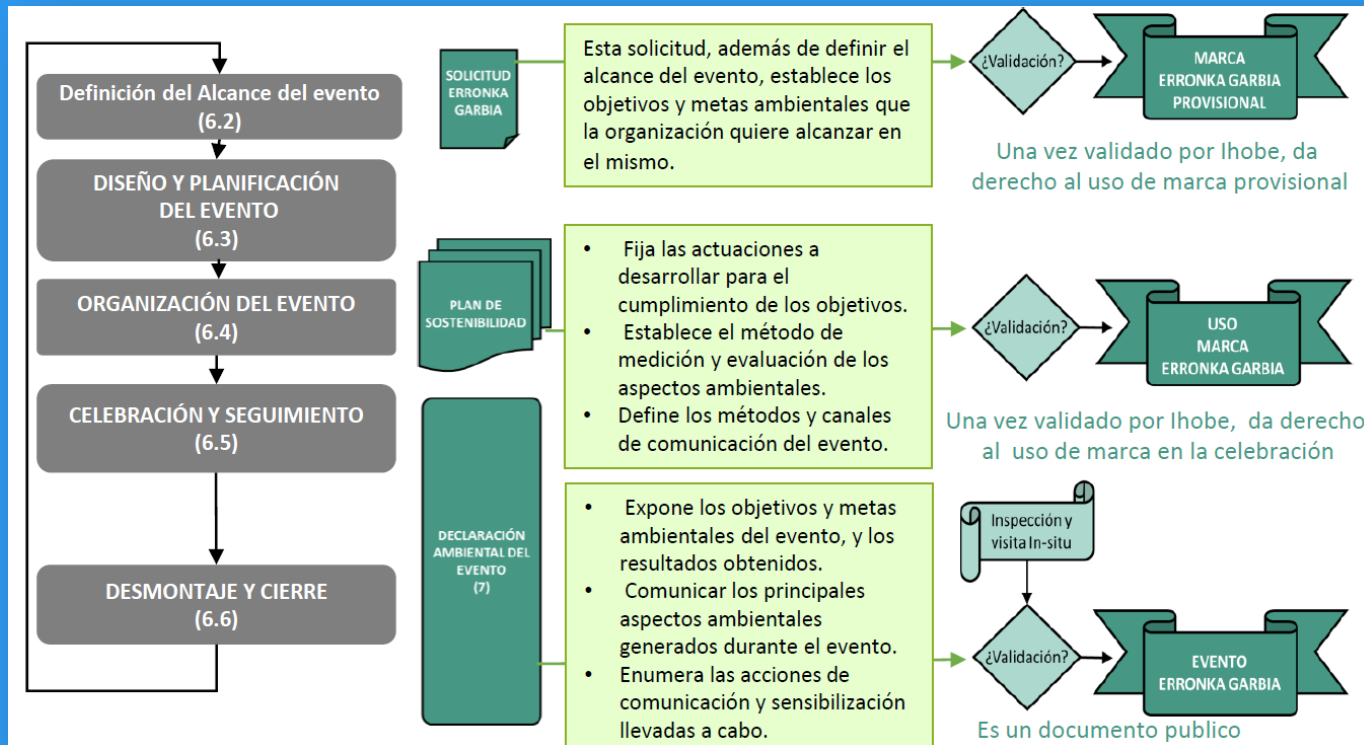 Definición del Alcance del evento
(6.2)
DISEÑO Y PLANIFICACIÓN
DEL EVENTO
(6.3)
ORGANIZACIÓN DEL EVENTO
(6.4)
CELEBRACIÓN Y SEGUIMIENTO
(6.5)
DESMONTAJE Y CIERRE
(6.6)
SOLICITUD
ERRONKA
GARBIA
Esta solicitud, además de definir el
alcance del evento, establece los
objetivos y metas ambientales que
la organización quiere alcanzar en
el mismo.
¿Validación?
MARCA
ERRONKA GARBIA
PROVISIONAL
Una vez validado por Ihobe, da
derecho al uso de marca provisional
PLAN DE
SOSTENIBILIDAD
• Fija las actuaciones a
desarrollar para el
cumplimiento de los objetivos.
• Establece el método de
medición y evaluación de los
aspectos ambientales.
• Define los métodos y canales
de comunicación del evento.
¿Validación?
USO
MARCA
ERRONKA GARBIA
Una vez validado por Ihobe, da derecho
al uso de marca en la celebración
DECLARACIÓN
AMBIENTAL DEL
EVENTO
(7)
• Expone los objetivos y metas
ambientales del evento, y los
resultados obtenidos.
• Comunicar los principales
aspectos ambientales
generados durante el evento.
• Enumera las acciones de
comunicación y sensibilización
llevadas a cabo.
Inspección y
visita In-situ
¿Validación?
EVENTO
ERRONKA GARBIA
Es un documento publico